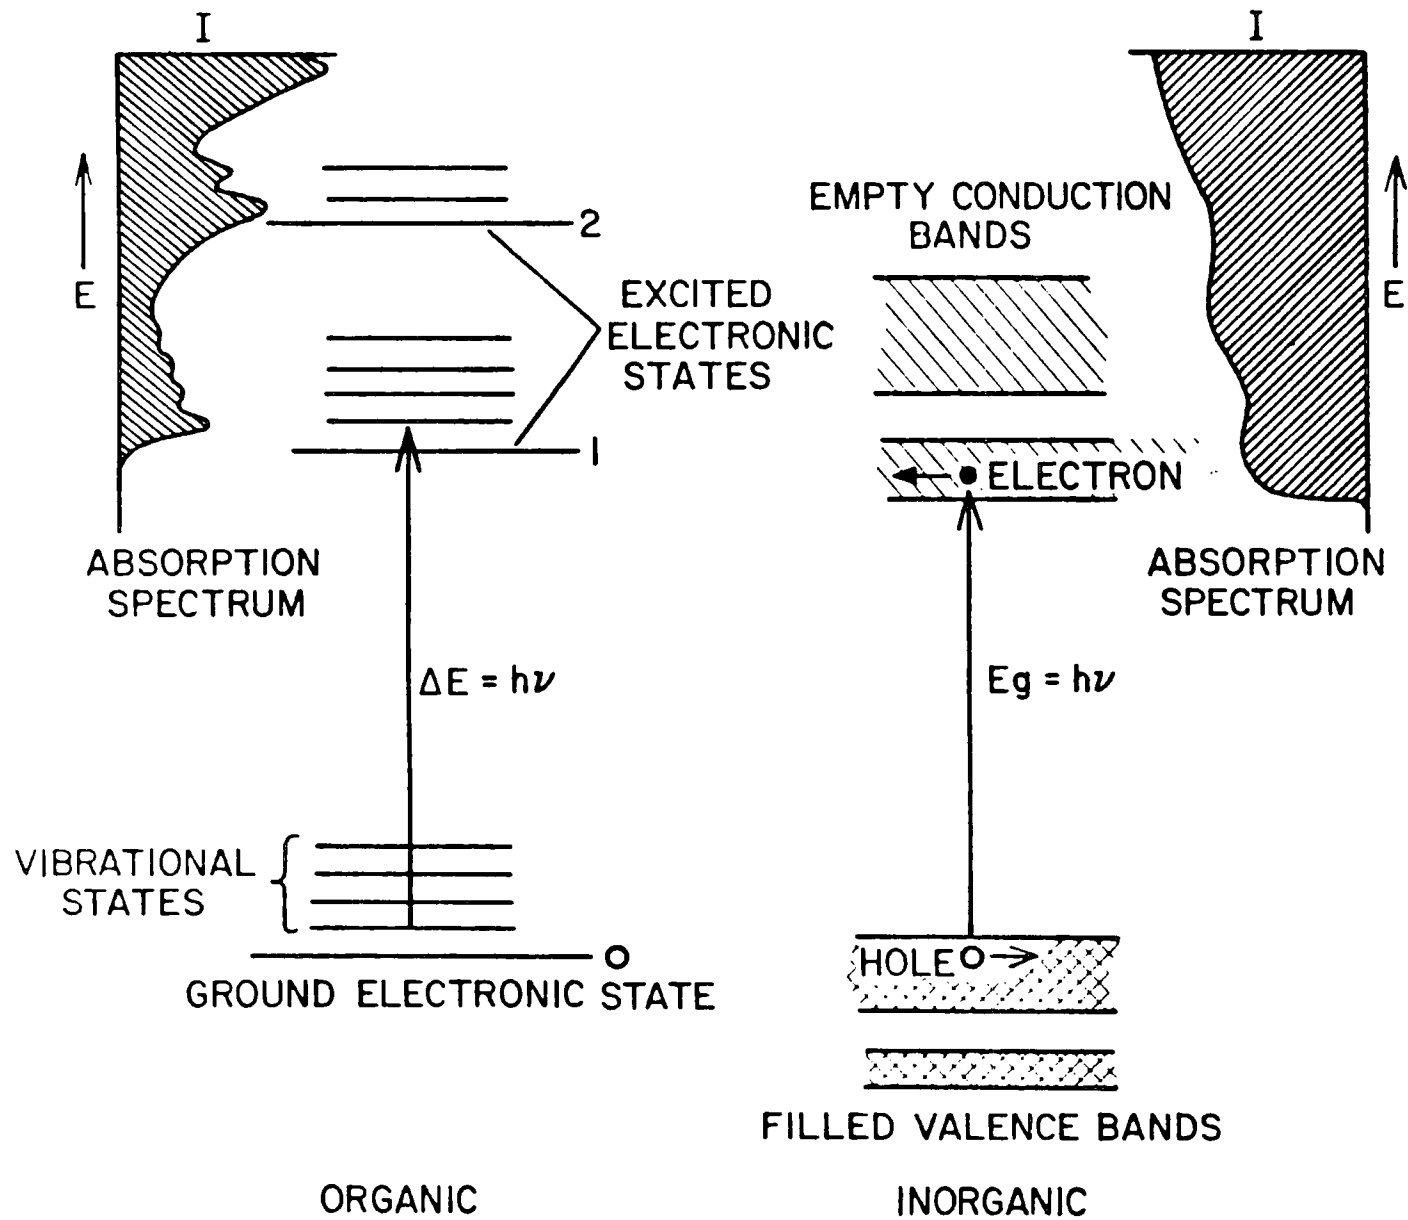 I
E
ABSORPTION
SPECTRUM
2
EXCITED
ELECTRONIC
STATES
1
ΔE = hν
VIBRATIONAL
STATES
GROUND ELECTRONIC STATE
O
ORGANIC
I
E
EMPTY CONDUCTION
BANDS
ELECTRON
ABSORPTION
SPECTRUM
Eg = hν
HOLE
FILLED VALENCE BANDS
INORGANIC